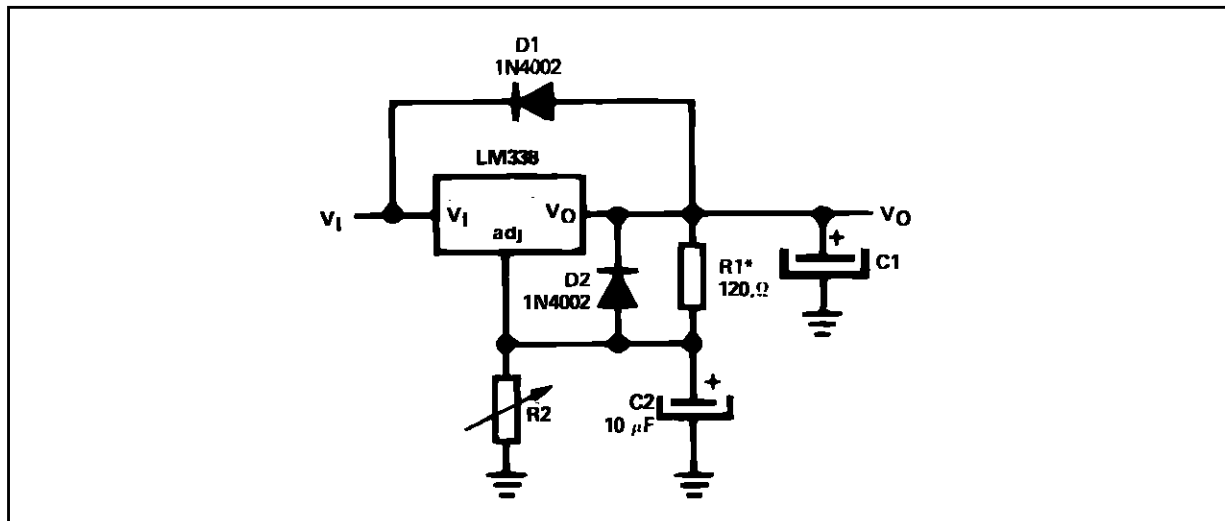 D1
1N4002
LM338
VI
VI
VO
adj
VO
D2
1N4002
R1*
120.Ω
+
C1
R2
C2
10 μF
+